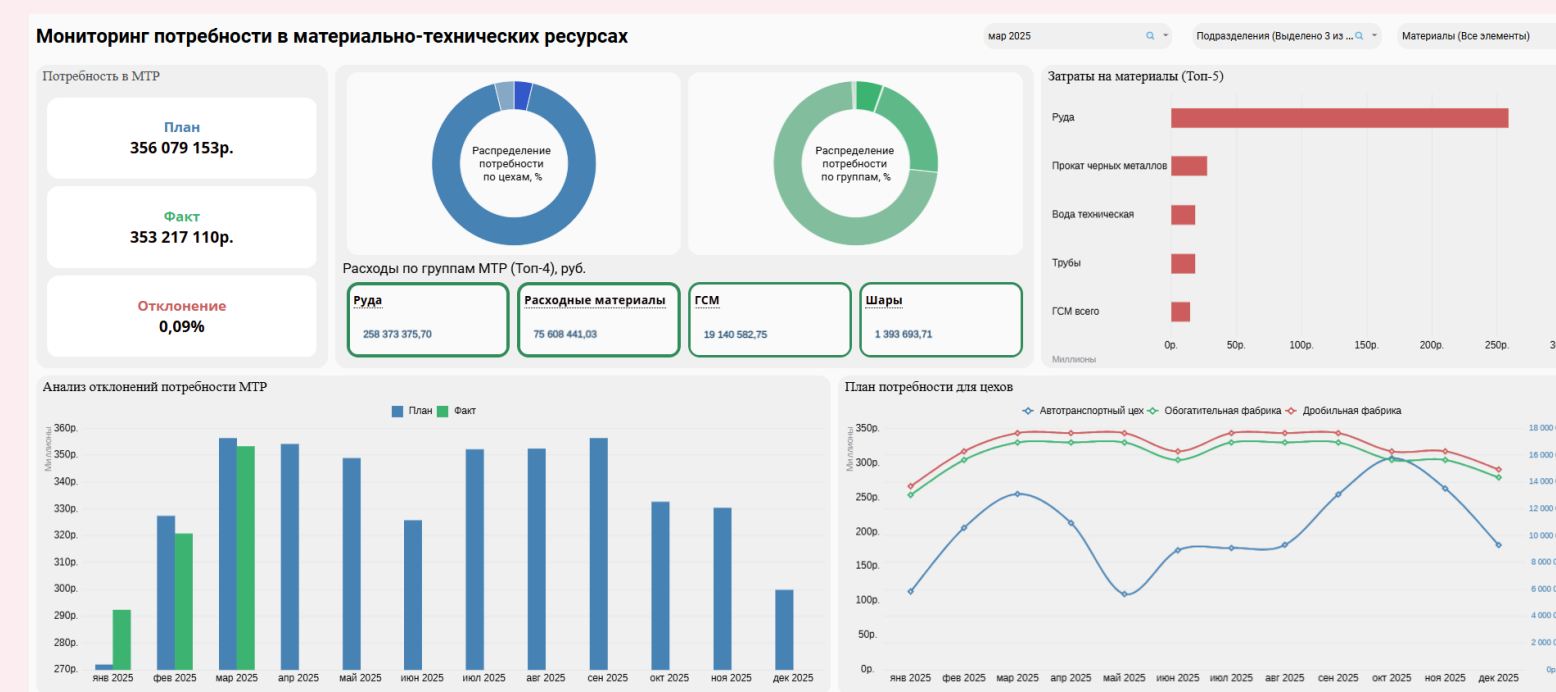 Мониторинг потребности в материально-технических ресурсах
мар 2025
Подразделения (Выделено 3 из ...
Материалы (Все элементы)
Потребность в МТР
План
356 079 153р.
Факт
353 217 110р.
Отклонение
0,09%
Распределение
потребности
по цехам, %
Распределение
потребности
по группам, %
Расходы по группам МТР (Топ-4), руб.
Руда
258 373 375,70
Расходные материалы
75 608 441,03
ГСМ
19 140 582,75
Шары
1 393 693,71
Затраты на материалы (Топ-5)
Руда
Прокат черных металлов
Вода техническая
Трубы
ГСМ всего
0р. 50р. 100р. 150р. 200р. 250р.
Миллионы
Анализ отклонений потребности МТР
План Факт
Миллионы
360р.
350р.
340р.
330р.
320р.
310р.
300р.
290р.
280р.
270р.
янв 2025 фев 2025 мар 2025 апр 2025 май 2025 июн 2025 июл 2025 авг 2025 сен 2025 окт 2025 ноя 2025 дек 2025
План потребности для цехов
Автотранспортный цех Обогатительная фабрика Дробильная фабрика
Миллионы
350р.
300р.
250р.
200р.
150р.
100р.
50р.
0р.
18 000
16 000
14 000
12 000
10 000
8 000
6 000
4 000
2 000
0р
янв 2025 фев 2025 мар 2025 апр 2025 май 2025 июн 2025 июл 2025 авг 2025 сен 2025 окт 2025 ноя 2025 дек 2025